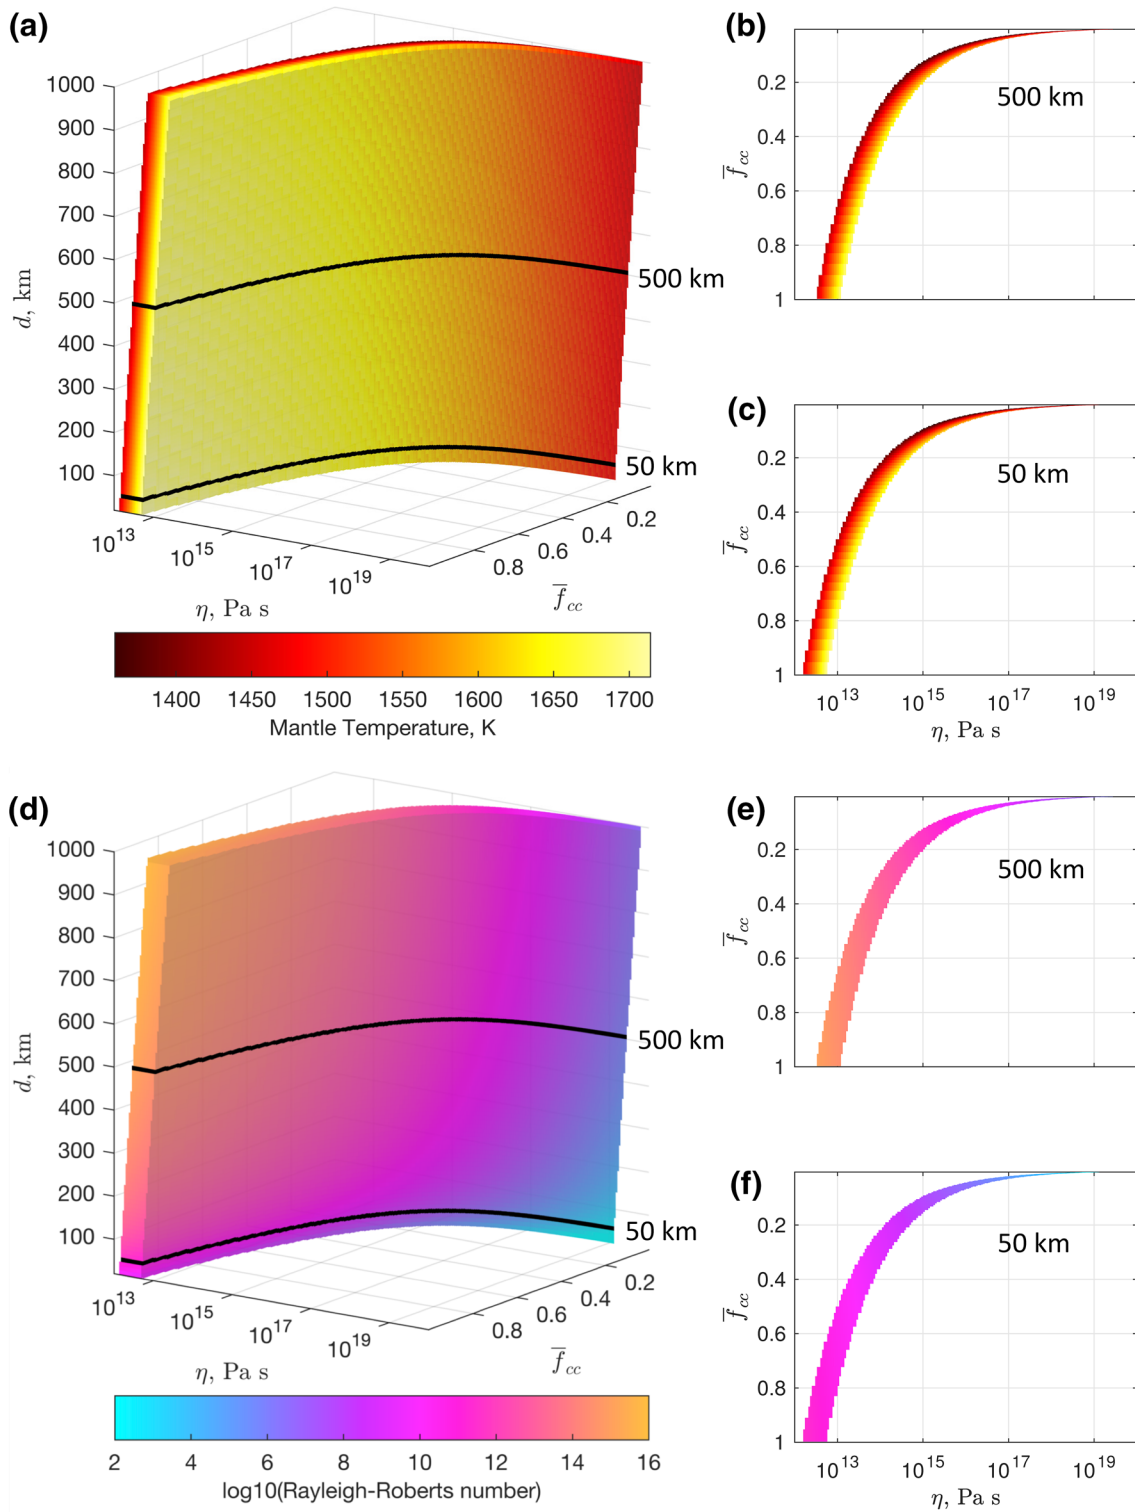 (a)
1000
900
800
700
600
500
400
300
200
100
d, km
500 km
50 km
10^13
10^15
10^17
10^19
η, Pa s
0.8
0.6
0.4
0.2
f̅cc
1400 1450 1500 1550 1600 1650 1700
Mantle Temperature, K
(b)
0.2
0.4
0.6
0.8
1
f̅cc
500 km
(c)
0.2
0.4
0.6
0.8
1
f̅cc
50 km
10^13 10^15 10^17 10^19
η, Pa s
(d)
1000
900
800
700
600
500
400
300
200
100
d, km
500 km
50 km
10^13
10^15
10^17
10^19
η, Pa s
0.8
0.6
0.4
0.2
f̅cc
2 4 6 8 10 12 14 16
log10(Rayleigh-Roberts number)
(e)
0.2
0.4
0.6
0.8
1
f̅cc
500 km
(f)
0.2
0.4
0.6
0.8
1
f̅cc
50 km
10^13 10^15 10^17 10^19
η, Pa s